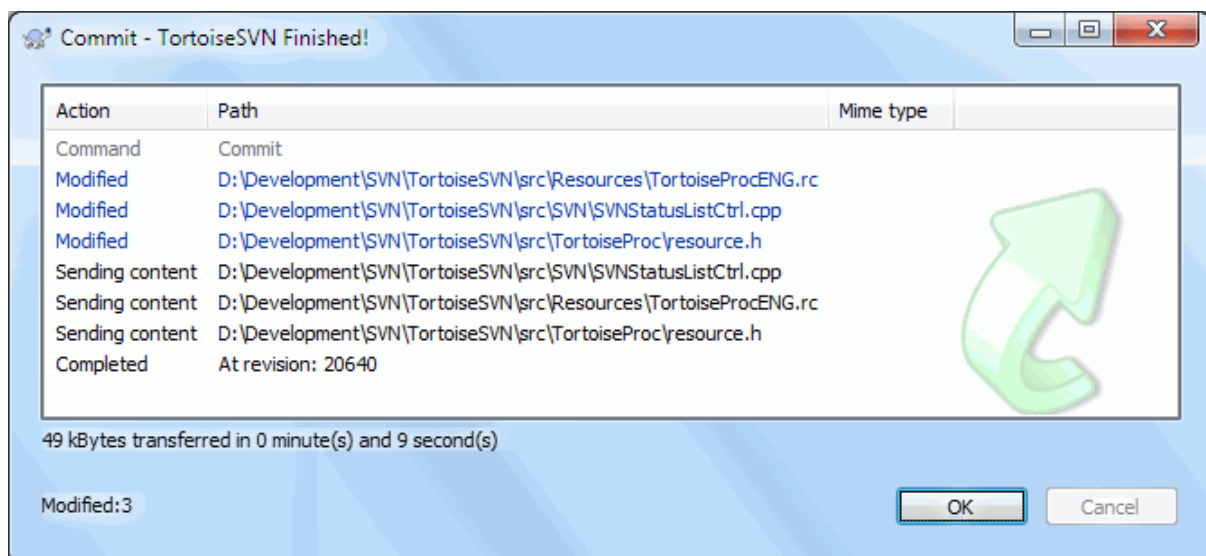 Commit - TortoiseSVN Finished!
Action Path Mime type
Command Commit
Modified D:\Development\SVN\TortoiseSVN\src\Resources\TortoiseProcENG.rc
Modified D:\Development\SVN\TortoiseSVN\src\SVN\SVNStatusListCtrl.cpp
Modified D:\Development\SVN\TortoiseSVN\src\TortoiseProc\resource.h
Sending content D:\Development\SVN\TortoiseSVN\src\SVN\SVNStatusListCtrl.cpp
Sending content D:\Development\SVN\TortoiseSVN\src\Resources\TortoiseProcENG.rc
Sending content D:\Development\SVN\TortoiseSVN\src\TortoiseProc\resource.h
Completed At revision: 20640
49 kBytes transferred in 0 minute(s) and 9 second(s)
Modified:3
OK Cancel